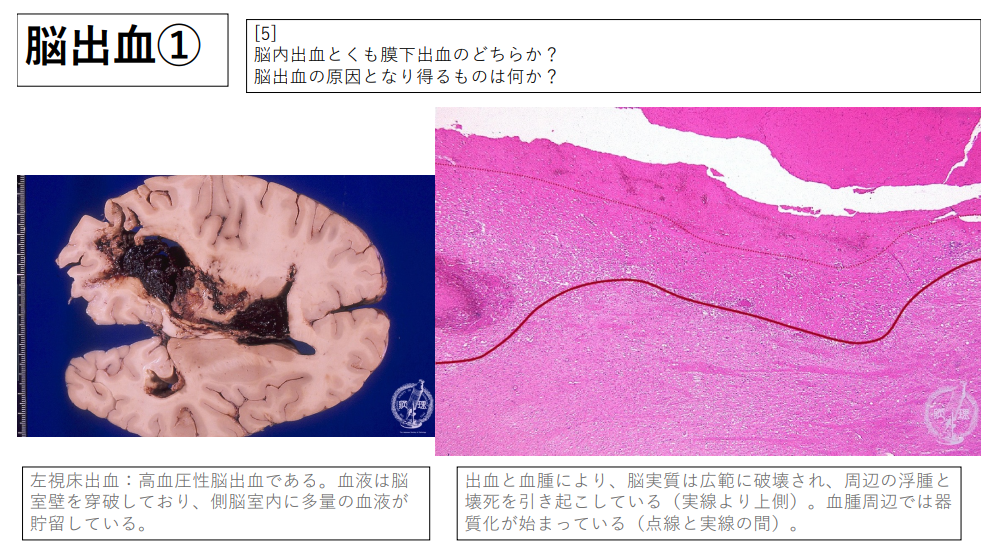 脳出血①
[5]
脳内出血とくも膜下出血のどちらか？
脳出血の原因となり得るものは何か？
左視床出血：高血圧性脳出血である。血液は脳
室壁を穿破しており、側脳室内に多量の血液が
貯留している。
出血と血腫により、脳実質は広範に破壊され、周辺の浮腫と
壊死を引き起こしている（実線より上側）。血腫周辺では器
質化が始まっている（点線と実線の間）。